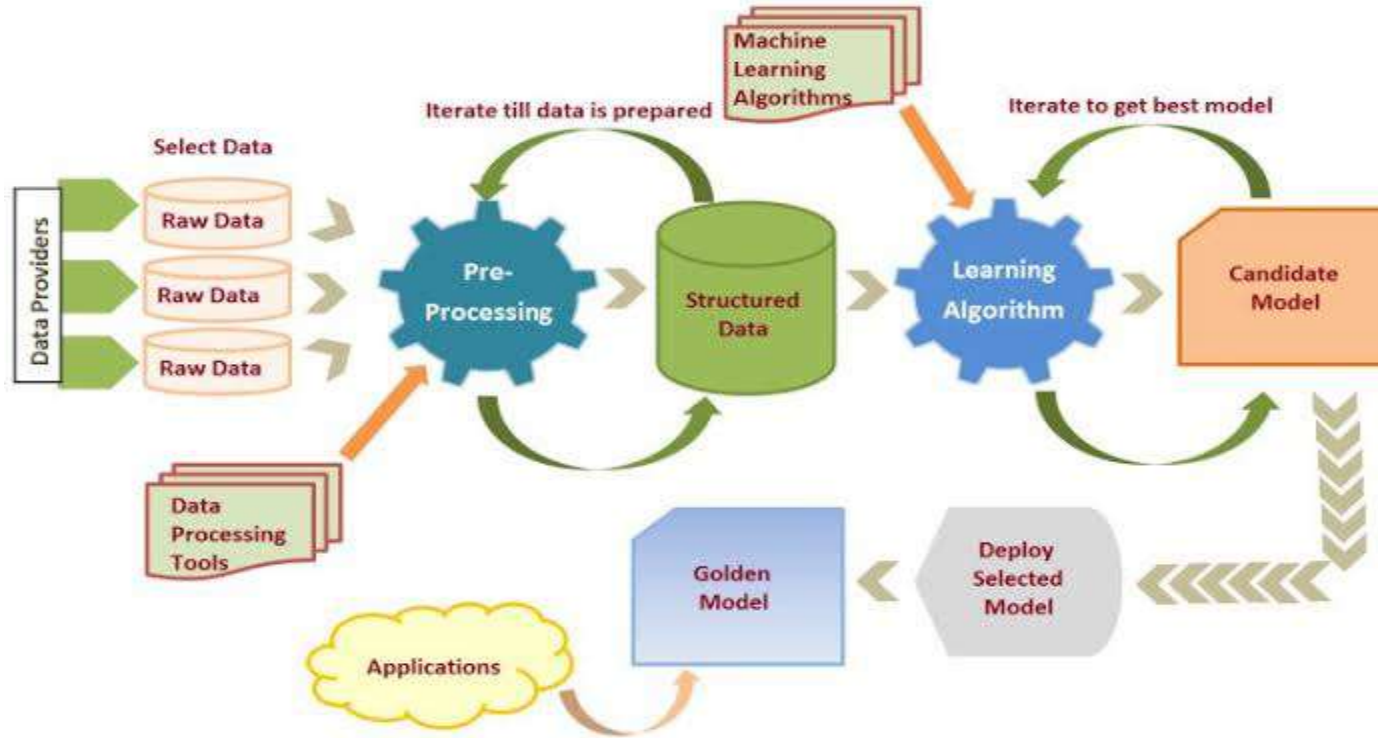 Machine
Learning
Algorithms
Iterate till data is prepared
Iterate to get best model
Select Data
Data Providers
Raw Data
Raw Data
Raw Data
Pre-
Processing
Structured
Data
Learning
Algorithm
Candidate
Model
Data
Processing
Tools
Golden
Model
Deploy
Selected
Model
Applications